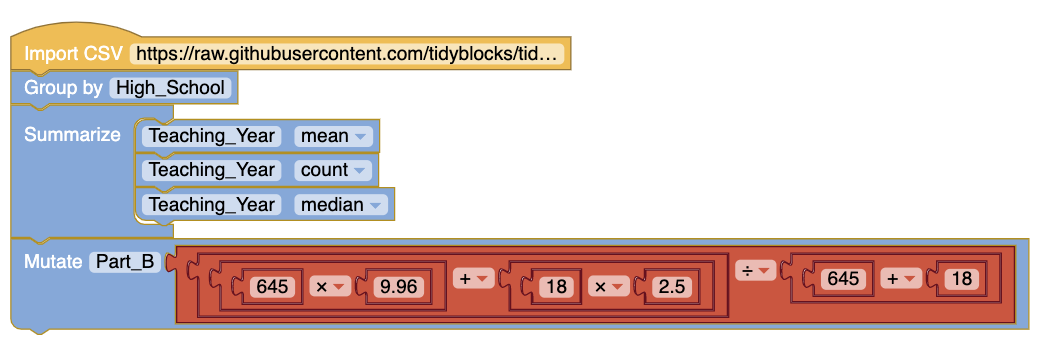 Import CSV https://raw.githubusercontent.com/tidyblocks/tid…
Group by High_School
Summarize Teaching_Year mean
Teaching_Year count
Teaching_Year median
Mutate Part_B 645 × 9.96 + 18 × 2.5 ÷ 645 + 18